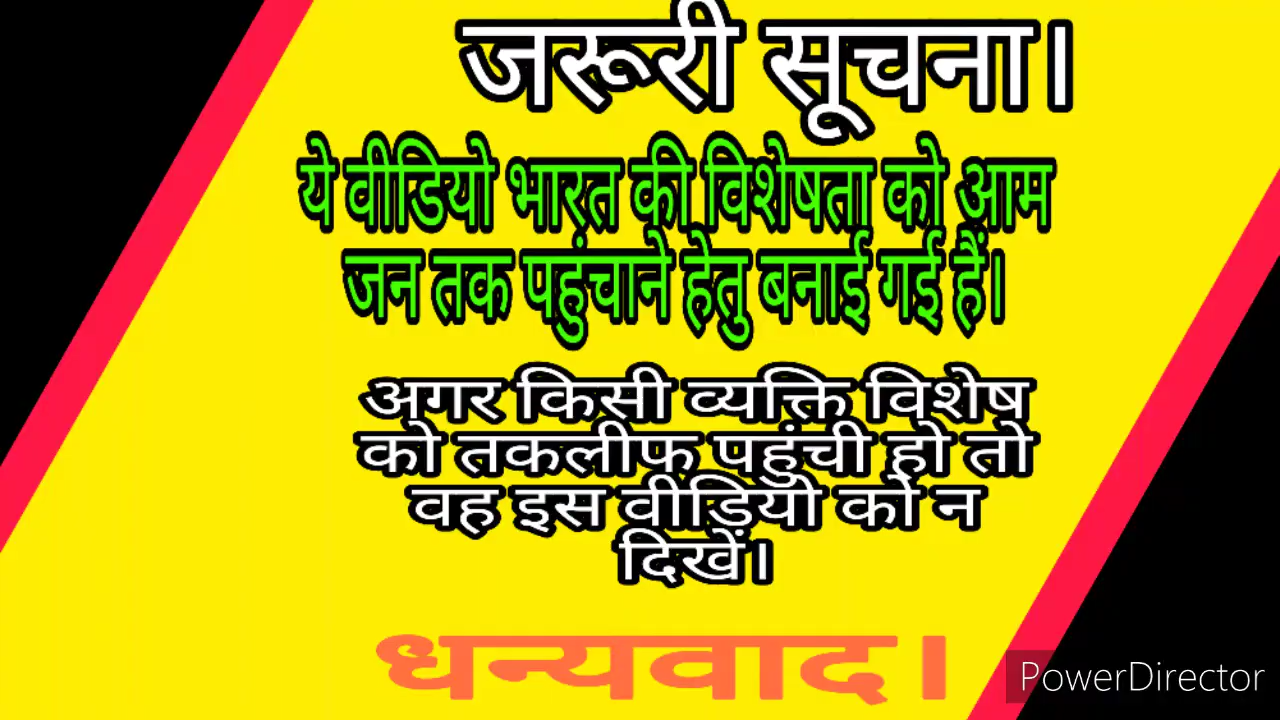 जरूरी सूचना।
ये वीडियो भारत की विशेषता को आम
जन तक पहुंचाने हेतु बनाई गई हैं।
अगर किसी व्यक्ति विशेष
को तकलीफ पहुंची हो तो
वह इस वीडियो को न
दिखें।
धन्यवाद।
PowerDirector